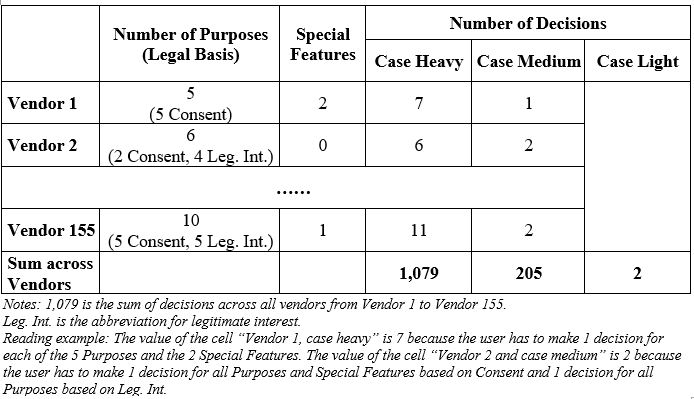 Number of Purposes Special Number of Decisions
(Legal Basis) Features Case Heavy Case Medium Case Light
Vendor 1 5 (5 Consent) 2 7 1
Vendor 2 6 (2 Consent, 4 Leg. Int.) 0 6 2
......
Vendor 155 10 (5 Consent, 5 Leg. Int.) 1 11 2
Sum across Vendors 1,079 205 2
Notes: 1,079 is the sum of decisions across all vendors from Vendor 1 to Vendor 155.
Leg. Int. is the abbreviation for legitimate interest.
Reading example: The value of the cell “Vendor 1, case heavy” is 7 because the user has to make 1 decision for
each of the 5 Purposes and the 2 Special Features. The value of the cell “Vendor 2 and case medium” is 2 because
the user has to make 1 decision for all Purposes and Special Features based on Consent and 1 decision for all
Purposes based on Leg. Int.